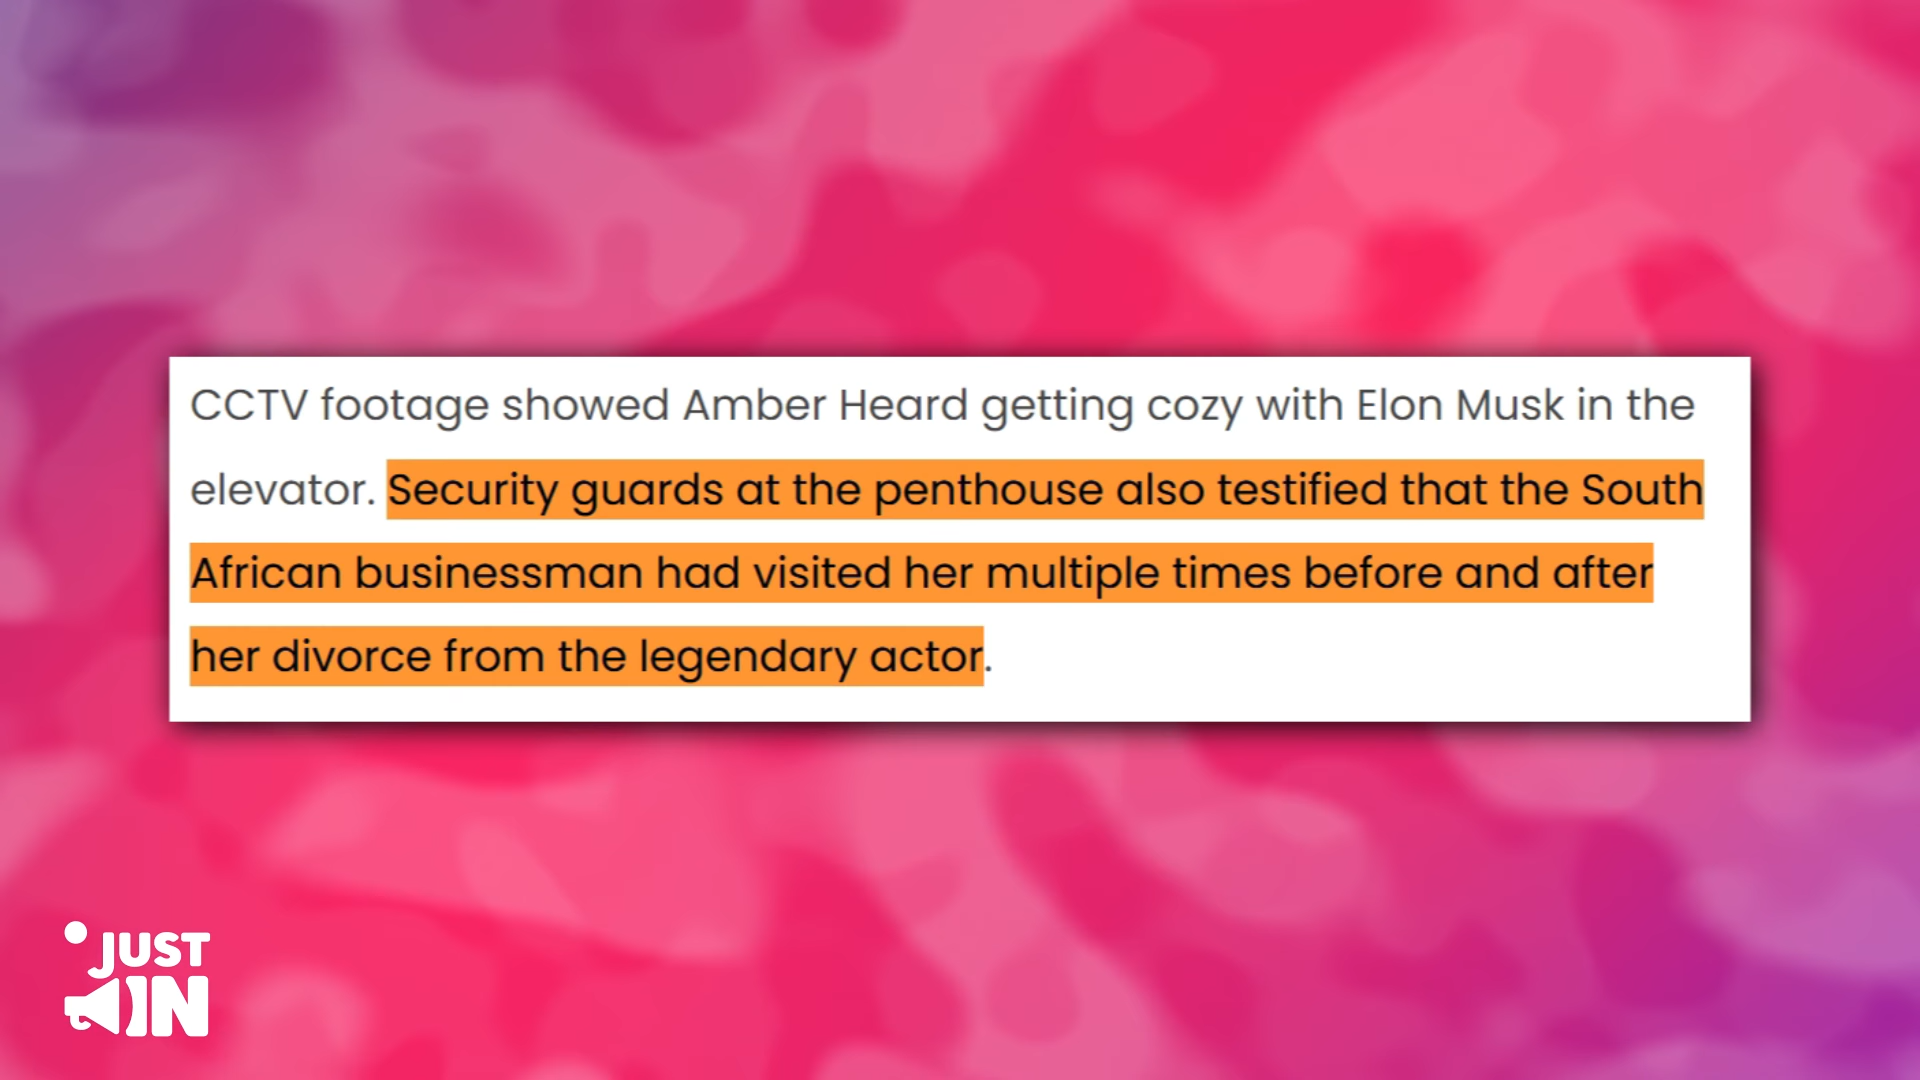 CCTV footage showed Amber Heard getting cozy with Elon Musk in the
elevator. Security guards at the penthouse also testified that the South
African businessman had visited her multiple times before and after
her divorce from the legendary actor.
JUST
IN